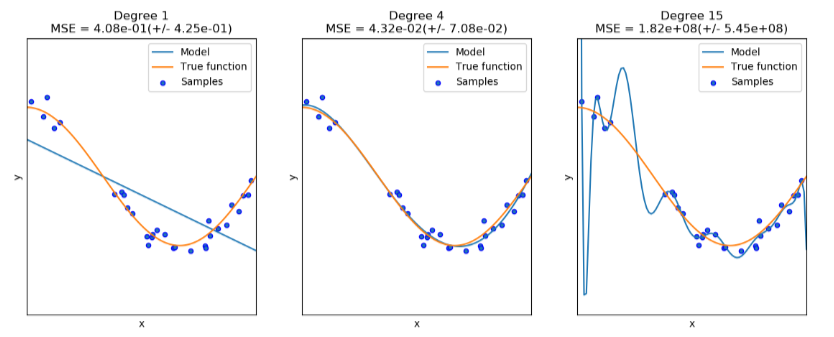 Degree 1
MSE = 4.08e-01(+/- 4.25e-01)
Model
True function
Samples
y
x
Degree 4
MSE = 4.32e-02(+/- 7.08e-02)
Model
True function
Samples
y
x
Degree 15
MSE = 1.82e+08(+/- 5.45e+08)
Model
True function
Samples
y
x